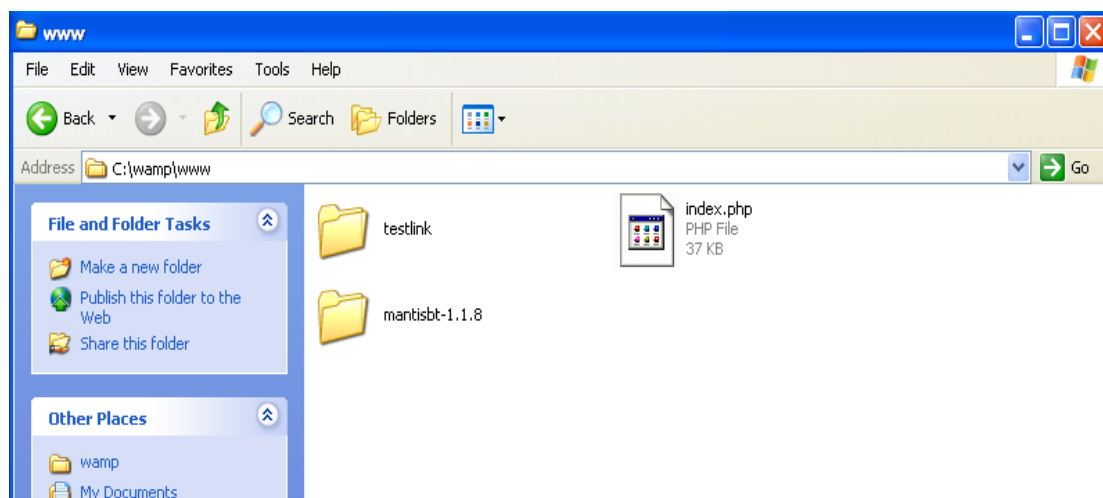 www
File Edit View Favorites Tools Help
Back Search Folders
Address C:\wamp\www Go
File and Folder Tasks
Make a new folder
Publish this folder to the
Web
Share this folder
Other Places
wamp
My Documents
testlink
index.php
PHP File
37 KB
mantisbt-1.1.8